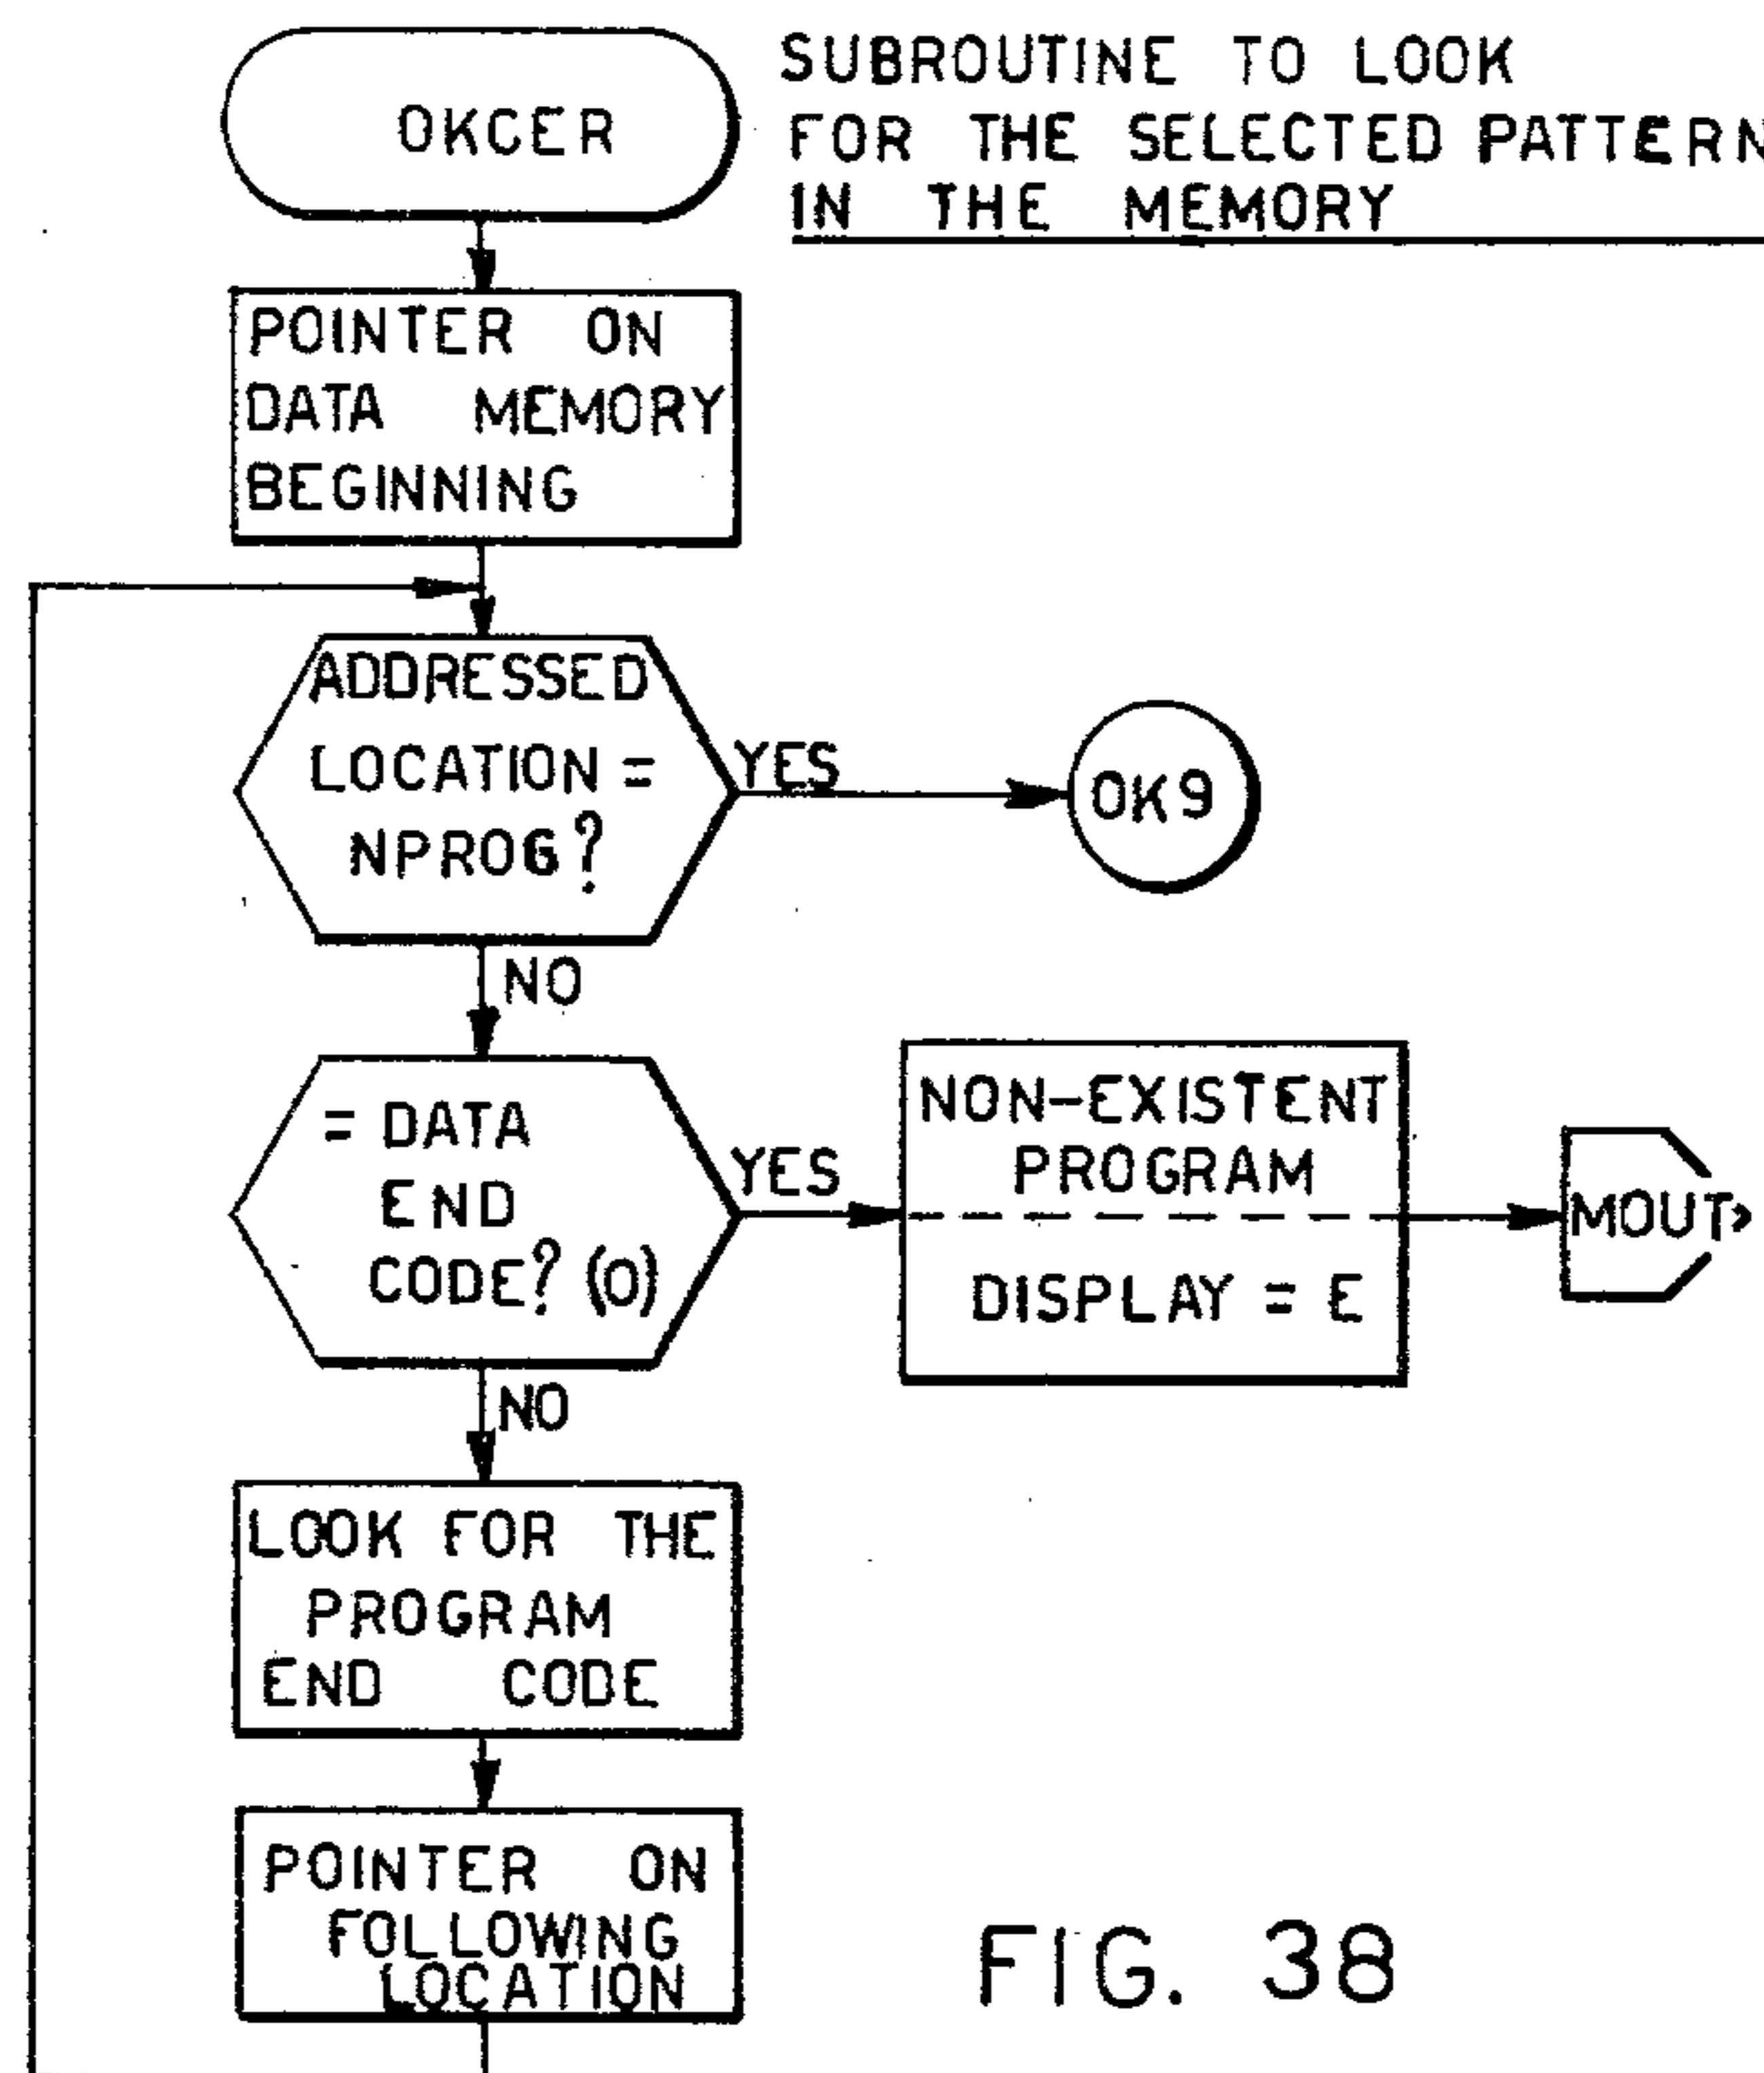 OKCER
SUBROUTINE TO LOOK
FOR THE SELECTED PATTERN
IN THE MEMORY
POINTER ON
DATA MEMORY
BEGINNING
ADDRESSED
LOCATION =
NPROG?
YES
OK9
NO
= DATA
END
CODE? (0)
YES
NON-EXISTENT
PROGRAM
DISPLAY = E
MOUT
NO
LOOK FOR THE
PROGRAM
END CODE
POINTER ON
FOLLOWING
LOCATION
FIG. 38